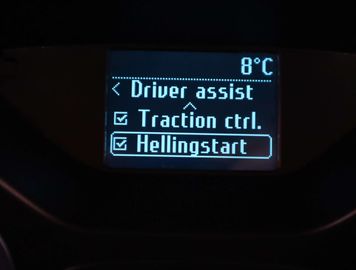 8°C
< Driver assist
Traction ctrl.
Hellingstart